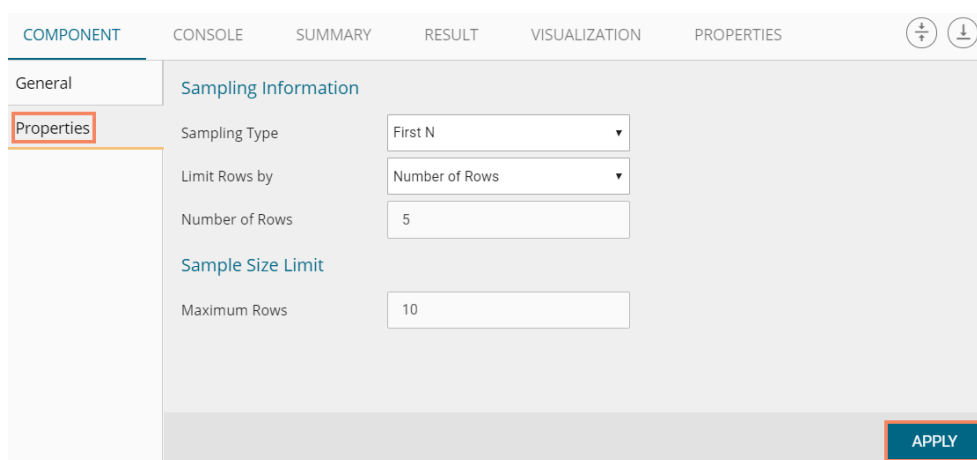 COMPONENT CONSOLE SUMMARY RESULT VISUALIZATION PROPERTIES
General
Properties
Sampling Information
Sampling Type First N
Limit Rows by Number of Rows
Number of Rows 5
Sample Size Limit
Maximum Rows 10
APPLY